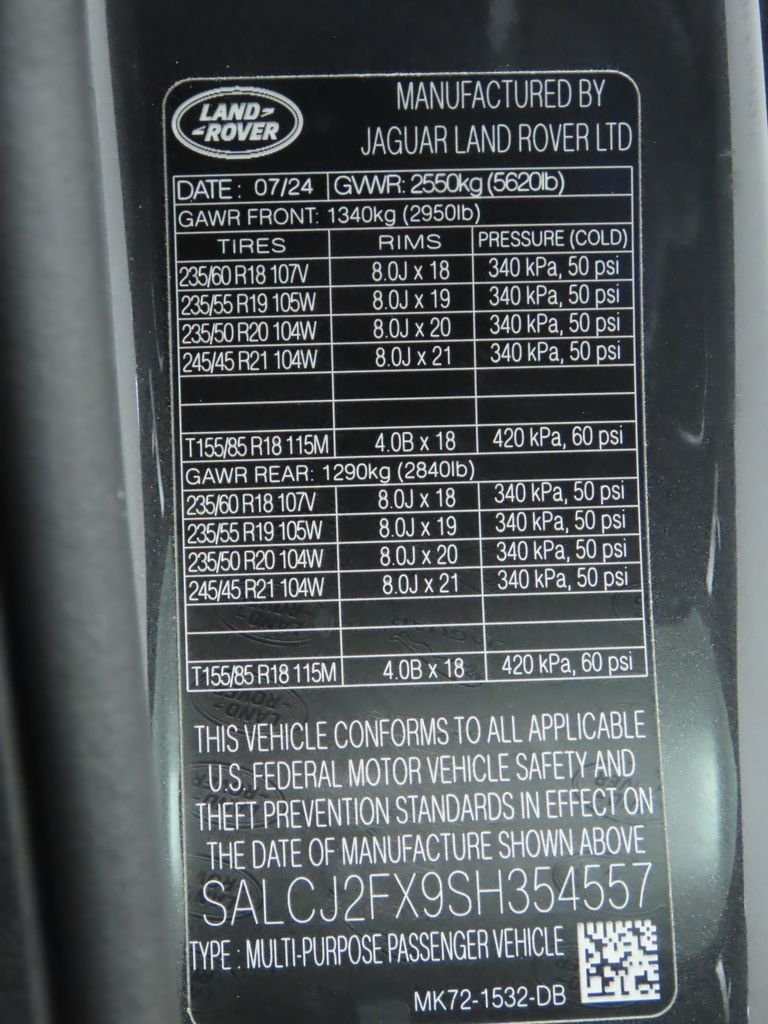 LAND-
-ROVER
MANUFACTURED BY
JAGUAR LAND ROVER LTD
DATE: 07/24 GVWR: 2550kg (5620lb)
GAWR FRONT: 1340kg (2950lb)
TIRES RIMS PRESSURE (COLD)
235/60 R18 107V 8.0J x 18 340 kPa, 50 psi
235/55 R19 105W 8.0J x 19 340 kPa, 50 psi
235/50 R20 104W 8.0J x 20 340 kPa, 50 psi
245/45 R21 104W 8.0J x 21 340 kPa, 50 psi
T155/85 R18 115M 4.0B x 18 420 kPa, 60 psi
GAWR REAR: 1290kg (2840lb)
235/60 R18 107V 8.0J x 18 340 kPa, 50 psi
235/55 R19 105W 8.0J x 19 340 kPa, 50 psi
235/50 R20 104W 8.0J x 20 340 kPa, 50 psi
245/45 R21 104W 8.0J x 21 340 kPa, 50 psi
T155/85 R18 115M 4.0B x 18 420 kPa, 60 psi
THIS VEHICLE CONFORMS TO ALL APPLICABLE
U.S. FEDERAL MOTOR VEHICLE SAFETY AND
THEFT PREVENTION STANDARDS IN EFFECT ON
THE DATE OF MANUFACTURE SHOWN ABOVE
SALCJ2FX9SH354557
TYPE : MULTI-PURPOSE PASSENGER VEHICLE
MK72-1532-DB